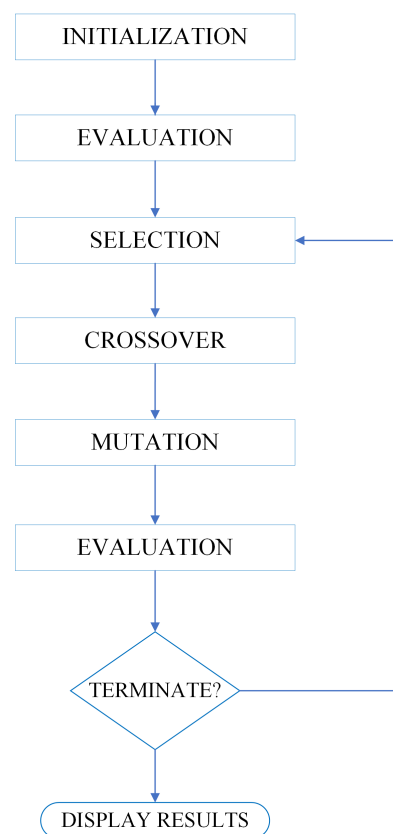 INITIALIZATION
EVALUATION
SELECTION
CROSSOVER
MUTATION
EVALUATION
TERMINATE?
DISPLAY RESULTS